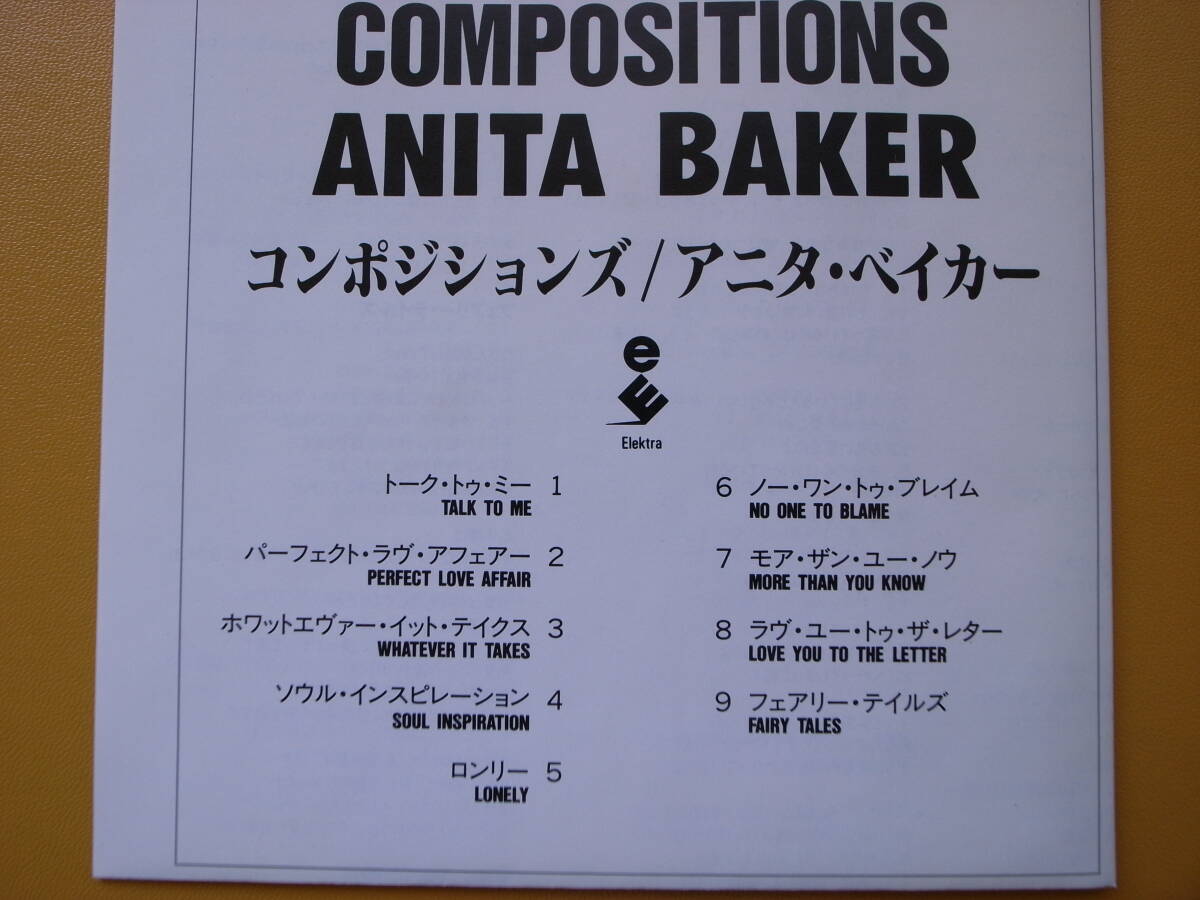 COMPOSITIONS
ANITA BAKER
コンポジションズ/アニタ・ベイカー
e
E
Elektra
トーク・トゥ・ミー 1
TALK TO ME
パーフェクト・ラヴ・アフェアー 2
PERFECT LOVE AFFAIR
ホワットエヴァー・イット・テイクス 3
WHATEVER IT TAKES
ソウル・インスピレーション 4
SOUL INSPIRATION
ロンリー 5
LONELY
6 ノー・ワン・トゥ・ブレイム
NO ONE TO BLAME
7 モア・ザン・ユー・ノウ
MORE THAN YOU KNOW
8 ラヴ・ユー・トゥ・ザ・レター
LOVE YOU TO THE LETTER
9 フェアリー・テイルズ
FAIRY TALES